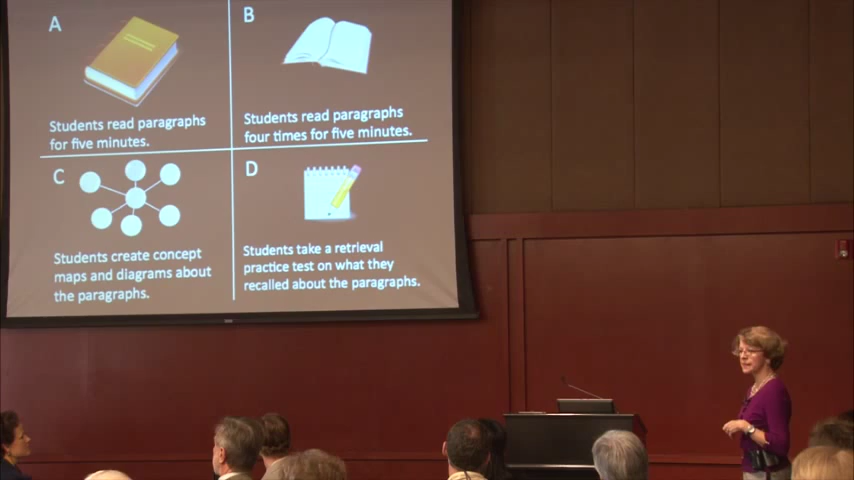 A
Students read paragraphs
for five minutes.
B
Students read paragraphs
four times for five minutes.
C
Students create concept
maps and diagrams about
the paragraphs.
D
Students take a retrieval
practice test on what they
recalled about the paragraphs.